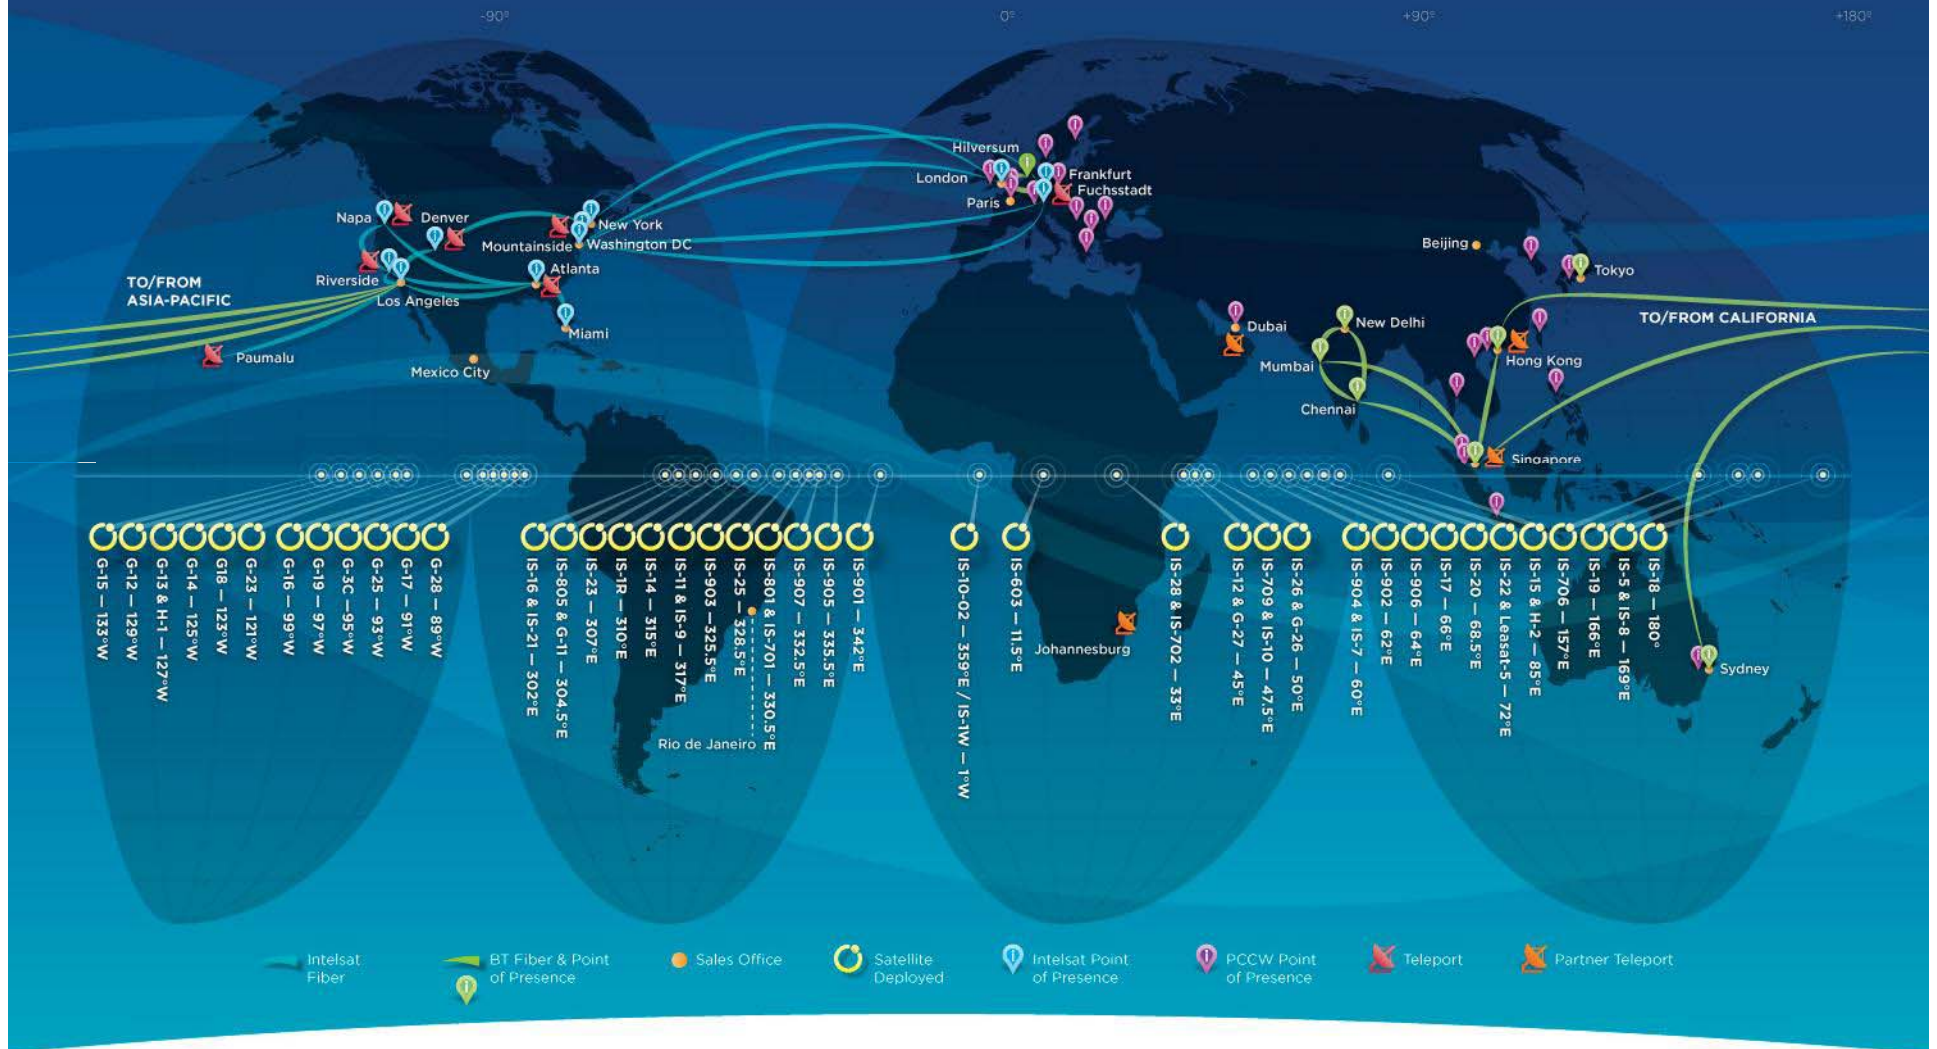 -90º
0º
+90º
+180º
Hilversum
London
Frankfurt
Fuchsstadt
Paris
Napa
Denver
New York
Mountainside
Washington DC
Beijing
Tokyo
Atlanta
Riverside
Los Angeles
TO/FROM
ASIA-PACIFIC
Miami
Paumalu
Mexico City
Dubai
New Delhi
Mumbai
Chennai
TO/FROM CALIFORNIA
Hong Kong
Singapore
G-15 — 133°W
G-12 — 129°W
G-13 & H-1 — 127°W
G-14 — 125°W
G18 — 123°W
G-23 — 121°W
G-16 — 99°W
G-19 — 97°W
G-3C —95°W
G-25 — 93°W
G-17 — 91°W
G-28 — 89°W
IS-16 & IS-21 — 302°E
IS-805 & G-11 — 304.5°E
IS-23 — 307°E
IS-1R — 310°E
IS-14 — 315°E
IS-11 & IS-9 — 317°E
IS-903 — 325.5°E
IS-25 — 328.5°E
IS-801 & IS-701 — 330.5°E
IS-907 — 332.5°E
IS-905 — 335.5°E
IS-901 — 342°E
IS-10-02 — 359°E / IS-1W — 1°W
IS-603 — 11.5°E
IS-28 & IS-702 — 33°E
IS-12 & G-27 — 45°E
IS-709 & IS-10 — 47.5°E
IS-26 & G-26 — 50°E
IS-904 & IS-7 — 60°E
IS-902 — 62°E
IS-906 — 64°E
IS-17 — 66°E
IS-20 — 68.5°E
IS-22 & Leasat-5 — 72°E
IS-15 & H-2 — 85°E
IS-706 — 157°E
IS-19 — 166°E
IS-5 & IS-8 — 169°E
IS-18 — 180°
Johannesburg
Sydney
Rio de Janeiro
Intelsat
Fiber
BT Fiber & Point
of Presence
Sales Office
Satellite
Deployed
Intelsat Point
of Presence
PCCW Point
of Presence
Teleport
Partner Teleport